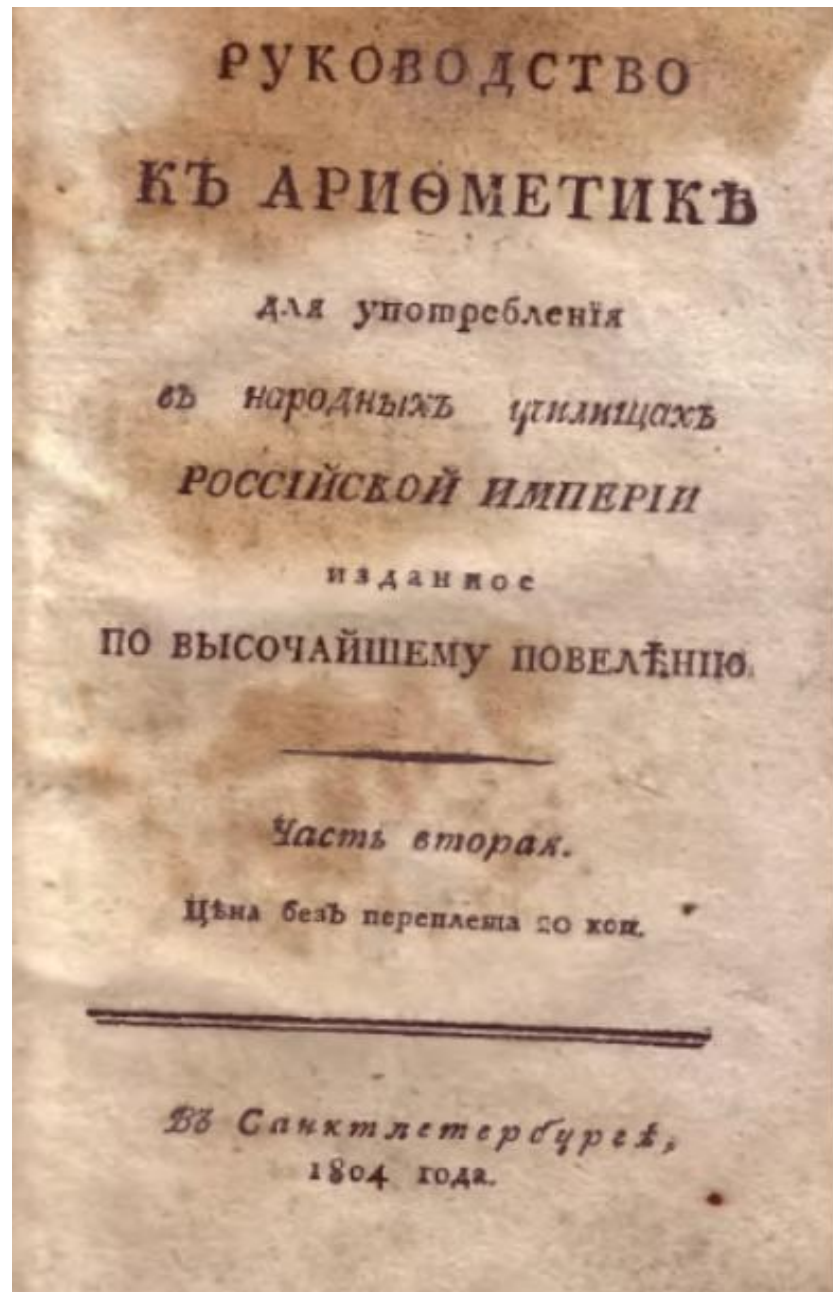 РУКОВОДСТВО
КЪ АРИѲМЕТИКѢ
для употребленїя
въ народныхъ училищахъ
РОССІЙСКОЙ ИМПЕРІИ
изданное
ПО ВЫСОЧАЙШЕМУ ПОВЕЛѢНІЮ.
Часть вторая.
Цѣна безъ переплета 20 коп.
Въ Санктпетербургѣ,
1804 года.